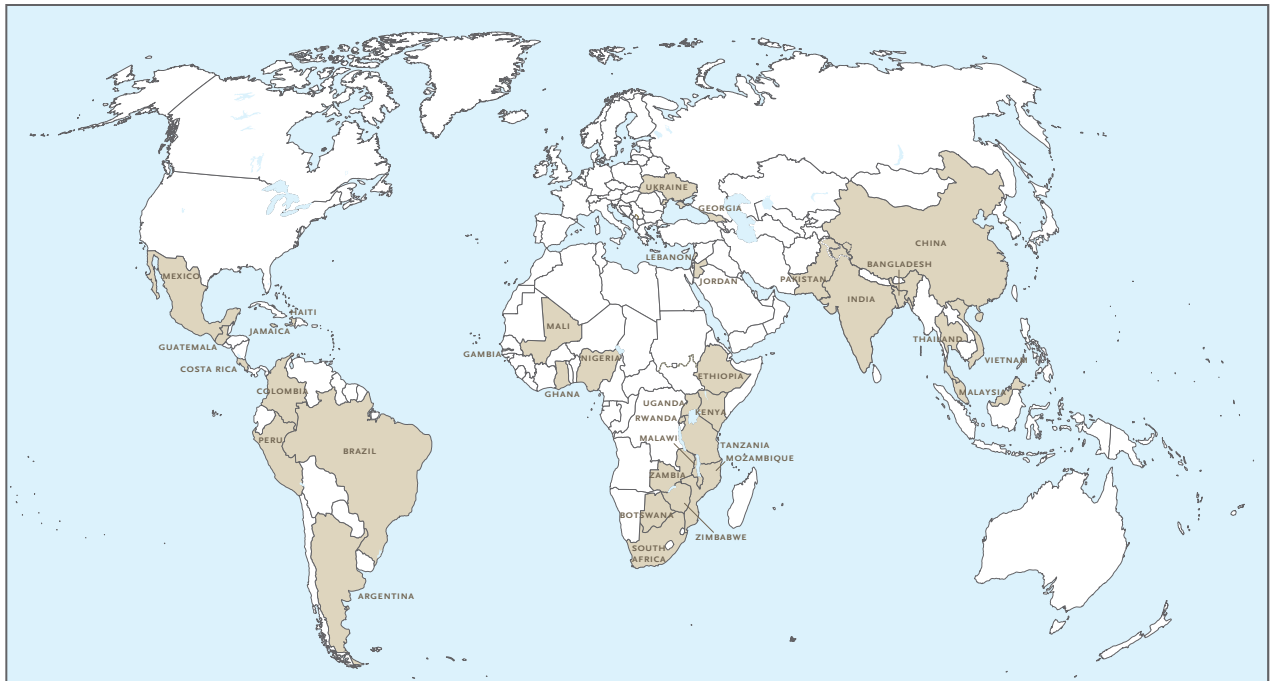 UKRAINE
GEORGIA
CHINA
LEBANON
BANGLADESH
MEXICO
JORDAN
PAKISTAN
INDIA
HAITI
MALI
JAMAICA
THAILAND
GUATEMALA
GAMBIA
NIGERIA
VIETNAM
COSTA RICA
ETHIOPIA
COLOMBIA
GHANA
MALAYSIA
UGANDA
KENYA
RWANDA
PERU
MALAWI
TANZANIA
BRAZIL
MOZAMBIQUE
ZAMBIA
BOTSWANA
ZIMBABWE
SOUTH
AFRICA
ARGENTINA